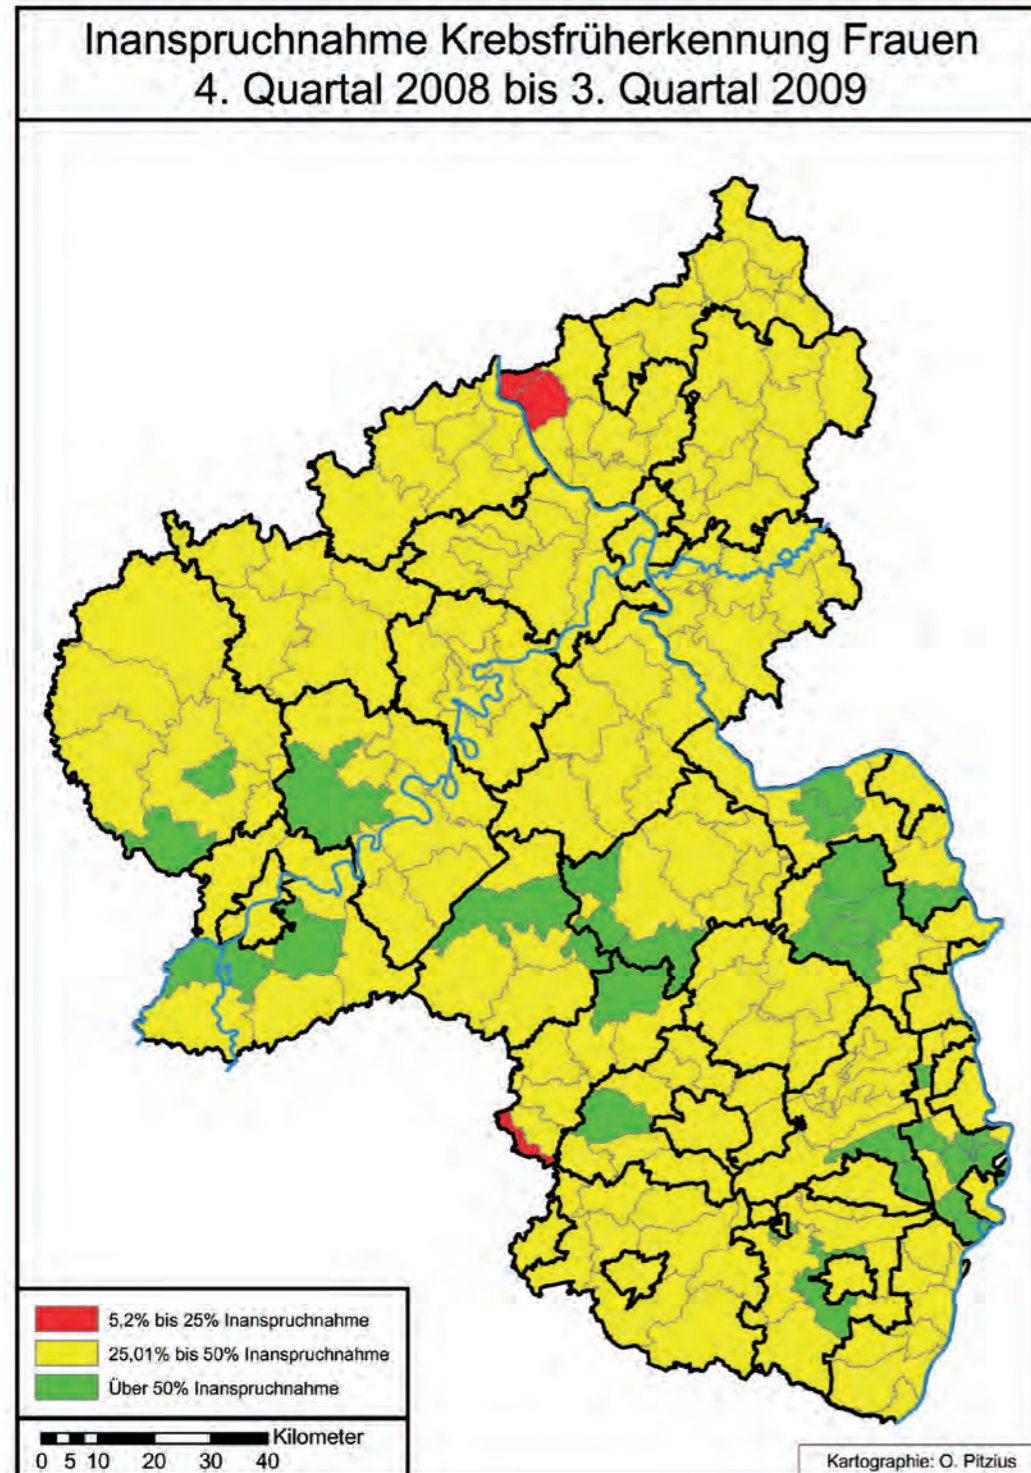 Inanspruchnahme Krebsfrüherkennung Frauen
4. Quartal 2008 bis 3. Quartal 2009
5,2% bis 25% Inanspruchnahme
25,01% bis 50% Inanspruchnahme
Über 50% Inanspruchnahme
Kilometer
0 5 10 20 30 40
Kartographie: O. Pitzius